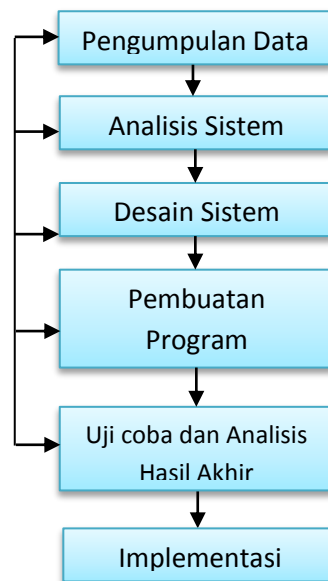 Pengumpulan Data
Analisis Sistem
Desain Sistem
Pembuatan
Program
Uji coba dan Analisis
Hasil Akhir
Implementasi